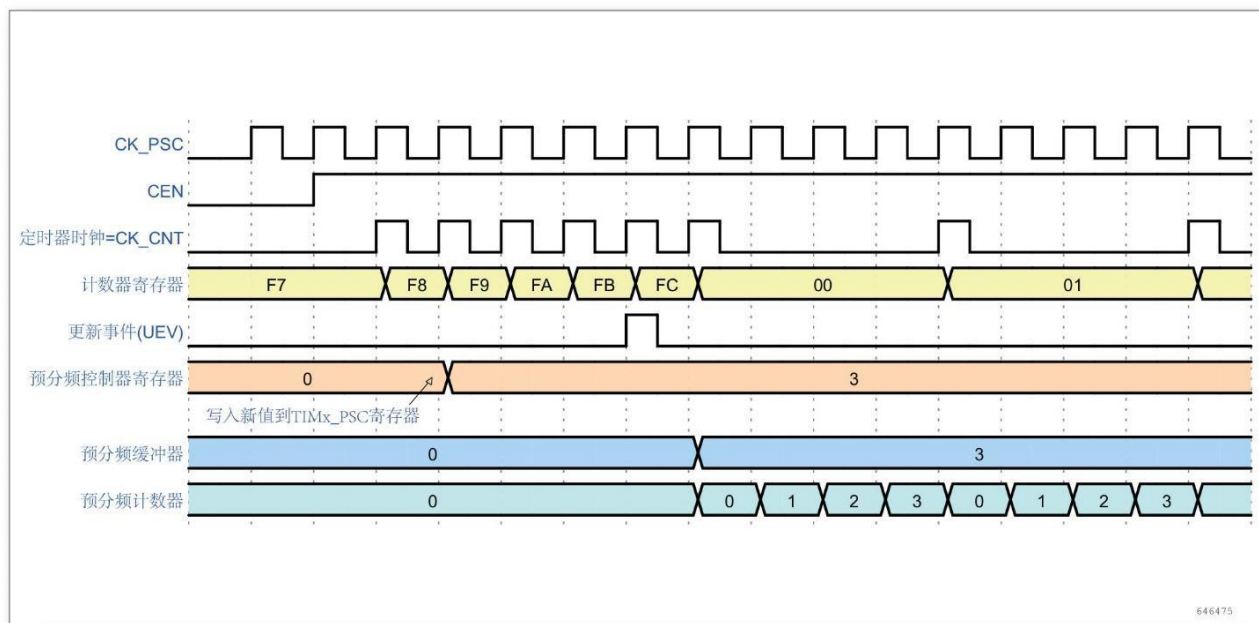 CK_PSC
CEN
定时器时钟=CK_CNT
计数器寄存器 F7 F8 F9 FA FB FC 00 01
更新事件(UEV)
预分频控制器寄存器 0 3
写入新值到TIMx_PSC寄存器
预分频缓冲器 0 3
预分频计数器 0 0 1 2 3 0 1 2 3
646475